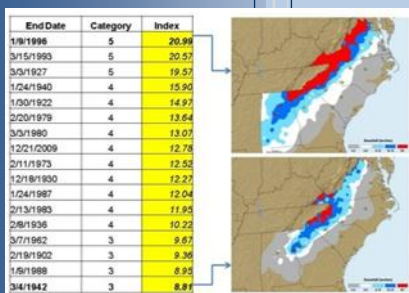 End Date Category Index
1/9/1996 5 20.99
3/15/1993 5 20.57
3/3/1927 5 19.57
1/24/1940 4 15.90
1/30/1922 4 14.97
2/20/1979 4 13.64
3/3/1980 4 13.07
12/21/2009 4 12.78
2/11/1973 4 12.52
12/18/1930 4 12.27
1/24/1987 4 12.04
2/13/1983 4 11.95
2/8/1936 4 10.22
3/7/1962 3 9.67
2/19/1902 3 9.36
1/9/1988 3 8.95
3/4/1942 3 8.81